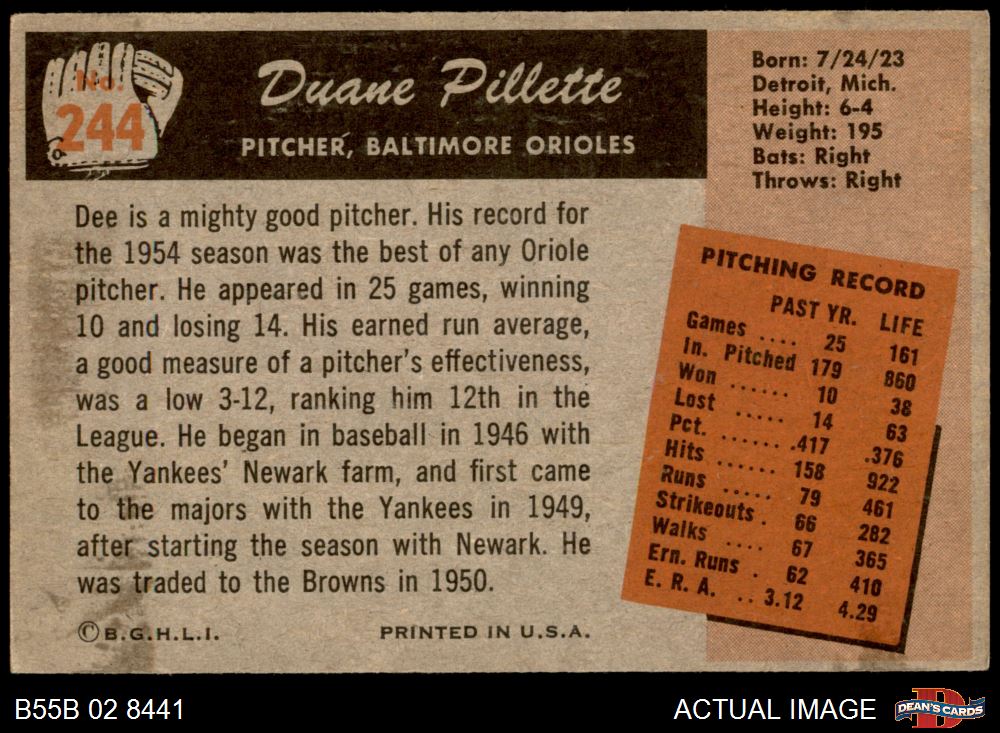 No.
244
Duane Pillette
PITCHER, BALTIMORE ORIOLES
Born: 7/24/23
Detroit, Mich.
Height: 6-4
Weight: 195
Bats: Right
Throws: Right
Dee is a mighty good pitcher. His record for
the 1954 season was the best of any Oriole
pitcher. He appeared in 25 games, winning
10 and losing 14. His earned run average,
a good measure of a pitcher's effectiveness,
was a low 3-12, ranking him 12th in the
League. He began in baseball in 1946 with
the Yankees' Newark farm, and first came
to the majors with the Yankees in 1949,
after starting the season with Newark. He
was traded to the Browns in 1950.
PITCHING RECORD
PAST YR. LIFE
Games .... 25 161
In. Pitched 179 860
Won ...... 10 38
Lost ..... 14 63
Pct. ...... .417 .376
Hits ...... 158 922
Runs ..... 79 461
Strikeouts . 66 282
Walks .... 67 365
Ern. Runs . 62 410
E. R. A. .. 3.12 4.29
© B.G.H.L.I. PRINTED IN U.S.A.
B55B 02 8441 ACTUAL IMAGE
DEAN'S CARDS